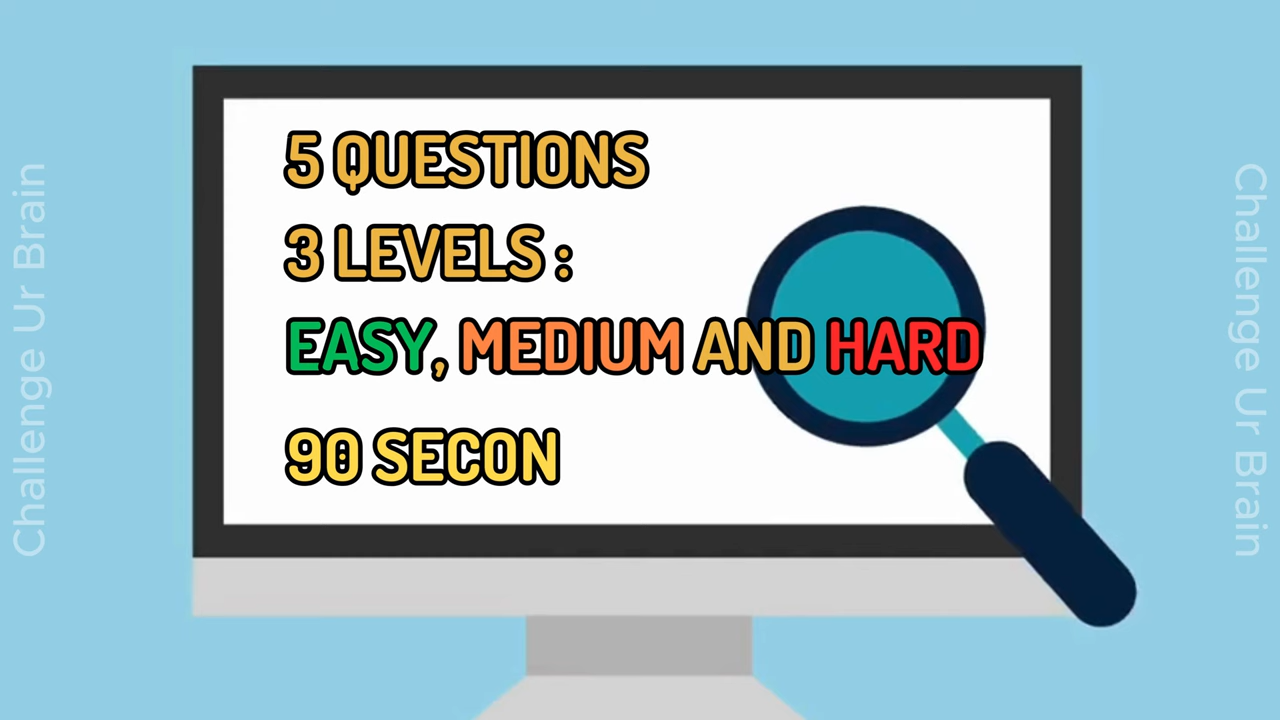 5 QUESTIONS
3 LEVELS :
EASY, MEDIUM AND HARD
90 SECON
Challenge Ur Brain
Challenge Ur Brain